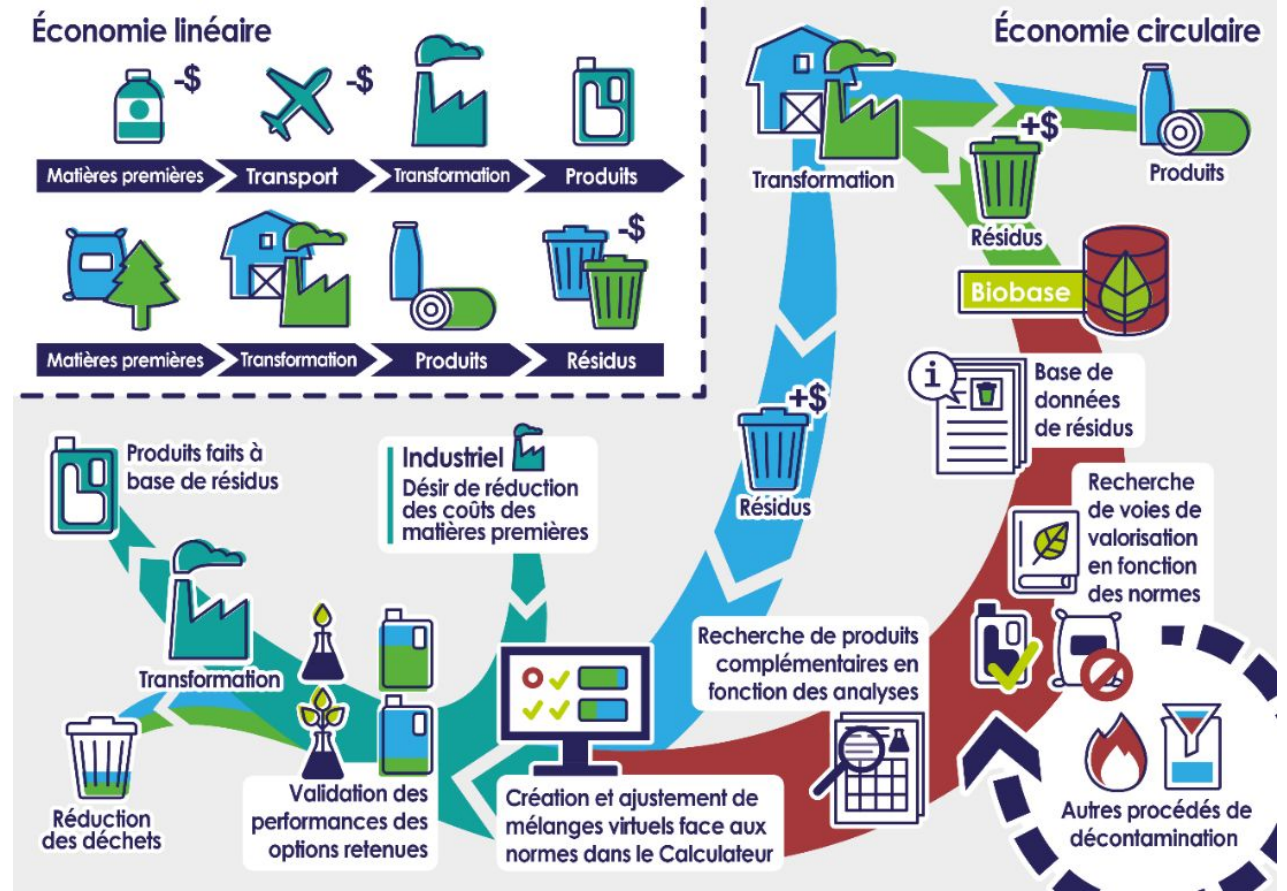 Économie linéaire
-$
-$
Matières premières
Transport
Transformation
Produits
-$
Matières premières
Transformation
Produits
Résidus
Économie circulaire
Transformation
Produits
+$
Résidus
Biobase
i
Base de
données
de résidus
+$
Résidus
Recherche
de voies de
valorisation
en fonction
des normes
Autres procédés de
décontamination
Recherche de produits
complémentaires en
fonction des analyses
Industriel
Désir de réduction
des coûts des
matières premières
Création et ajustement de
mélanges virtuels face aux
normes dans le Calculateur
Validation des
performances des
options retenues
Transformation
Produits faits à
base de résidus
Réduction
des déchets